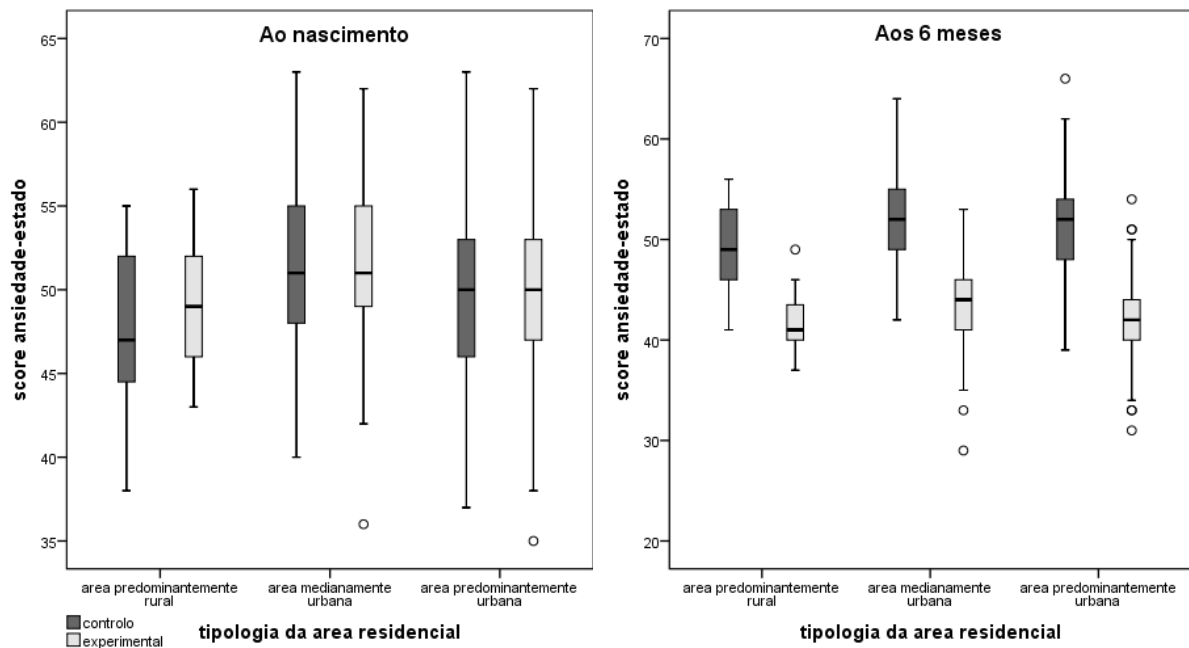 Ao nascimento
score ansiedade-estado
65
60
55
50
45
40
35
area predominantemente
rural
area medianamente
urbana
area predominantemente
urbana
tipologia da area residencial
controlo
experimental
Aos 6 meses
score ansiedade-estado
70
60
50
40
30
20
area predominantemente
rural
area medianamente
urbana
area predominantemente
urbana
tipologia da area residencial